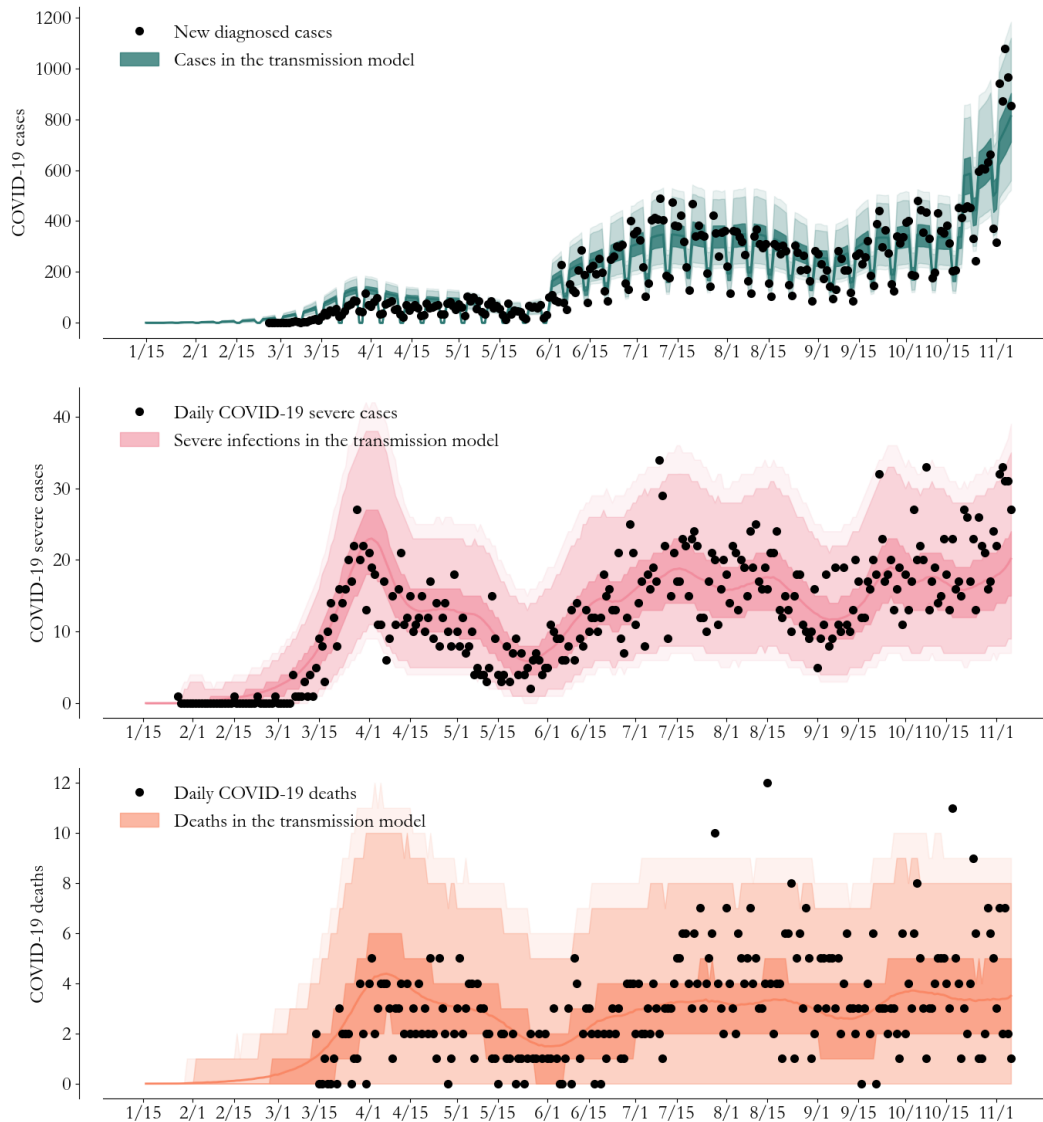 1200
New diagnosed cases
Cases in the transmission model
1000
800
600
400
200
0
COVID-19 cases
1/15 2/1 2/15 3/1 3/15 4/1 4/15 5/1 5/15 6/1 6/15 7/1 7/15 8/1 8/15 9/1 9/15 10/1 10/15 11/1
40
Daily COVID-19 severe cases
Severe infections in the transmission model
30
20
10
0
COVID-19 severe cases
1/15 2/1 2/15 3/1 3/15 4/1 4/15 5/1 5/15 6/1 6/15 7/1 7/15 8/1 8/15 9/1 9/15 10/1 10/15 11/1
12
Daily COVID-19 deaths
Deaths in the transmission model
10
8
6
4
2
0
COVID-19 deaths
1/15 2/1 2/15 3/1 3/15 4/1 4/15 5/1 5/15 6/1 6/15 7/1 7/15 8/1 8/15 9/1 9/15 10/1 10/15 11/1